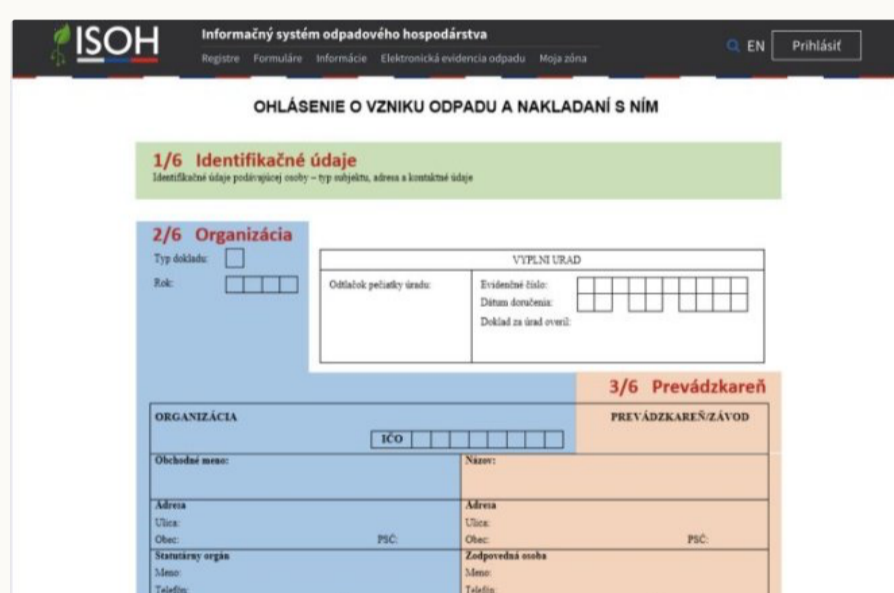 ISOH
Informačný systém odpadového hospodárstva
Registre Formuláre Informácie Elektronická evidencia odpadu Moja zóna
EN Prihlásiť
OHLÁSENIE O VZNIKU ODPADU A NAKLADANÍ S NÍM
1/6 Identifikačné údaje
Identifikačné údaje podávajúcej osoby – typ subjektu, adresa a kontaktné údaje
2/6 Organizácia
Typ dokladu:
Rok:
VYPLNI URAD
Odtlačok pečiatky úradu:
Evidenčné číslo:
Dátum doručenia:
Doklad za úrad overil:
3/6 Prevádzkareň
ORGANIZÁCIA
PREVÁDZKAREŇ/ZÁVOD
IČO
Obchodné meno: Názov:
Adresa Adresa
Ulica: Ulica:
Obec: PSČ: Obec: PSČ:
Statutárny orgán Zodpovedná osoba
Meno: Meno:
Telefón: Telefón: